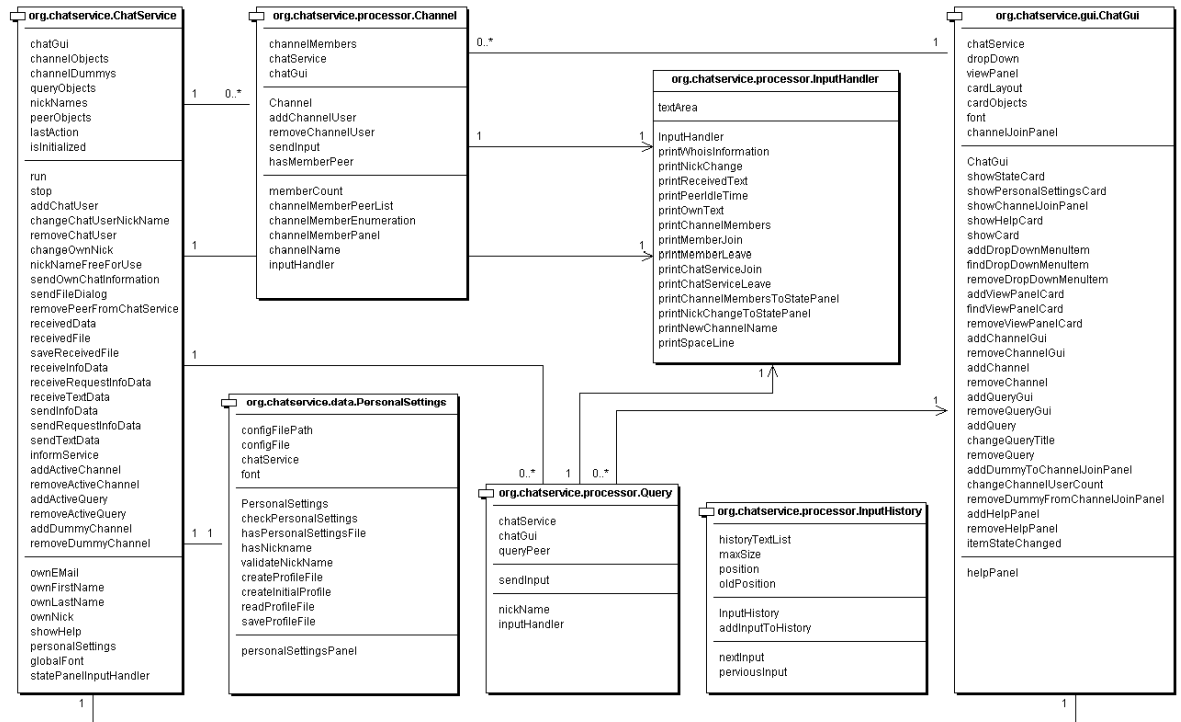 org.chatservice.ChatService
chatGui
channelObjects
channelDummys
queryObjects
nickNames
peerObjects
lastAction
isInitialized
run
stop
addChatUser
changeChatUserNickName
removeChatUser
changeOwnNick
nickNameFreeForUse
sendOwnChatInformation
sendFileDialog
removePeerFromChatService
receivedData
receivedFile
saveReceivedFile
receiveInfoData
receiveRequestInfoData
receiveTextData
sendInfoData
sendRequestInfoData
sendTextData
informService
addActiveChannel
removeActiveChannel
addActiveQuery
removeActiveQuery
addDummyChannel
removeDummyChannel
ownEMail
ownFirstName
ownLastName
ownNick
showHelp
personalSettings
globalFont
statePanelInputHandler
1
1
0..*
1
1
1
1
org.chatservice.processor.Channel
channelMembers
chatService
chatGui
Channel
addChannelUser
removeChannelUser
sendInput
hasMemberPeer
memberCount
channelMemberPeerList
channelMemberEnumeration
channelMemberPanel
channelName
inputHandler
0..*
1
1
1
1
org.chatservice.processor.InputHandler
textArea
InputHandler
printWhoisInformation
printNickChange
printReceivedText
printPeerIdleTime
printOwnText
printChannelMembers
printMemberJoin
printMemberLeave
printChatServiceJoin
printChatServiceLeave
printChannelMembersToStatePanel
printNickChangeToStatePanel
printNewChannelName
printSpaceLine
1
1
org.chatservice.data.PersonalSettings
configFilePath
configFile
chatService
font
PersonalSettings
checkPersonalSettings
hasPersonalSettingsFile
hasNickname
validateNickName
createProfileFile
createInitialProfile
readProfileFile
saveProfileFile
personalSettingsPanel
0..*
1
0..*
org.chatservice.processor.Query
chatService
chatGui
queryPeer
sendInput
nickName
inputHandler
org.chatservice.processor.InputHistory
historyTextList
maxSize
position
oldPosition
InputHistory
addInputToHistory
nextInput
perviousInput
org.chatservice.gui.ChatGui
chatService
dropDown
viewPanel
cardLayout
cardObjects
font
channelJoinPanel
ChatGui
showStateCard
showPersonalSettingsCard
showChannelJoinPanel
showHelpCard
showCard
addDropDownMenuItem
findDropDownMenuItem
removeDropDownMenuItem
addViewPanelCard
findViewPanelCard
removeViewPanelCard
addChannelGui
removeChannelGui
addChannel
removeChannel
addQueryGui
removeQueryGui
addQuery
changeQueryTitle
removeQuery
addDummyToChannelJoinPanel
changeChannelUserCount
removeDummyFromChannelJoinPanel
addHelpPanel
removeHelpPanel
itemStateChanged
helpPanel
1